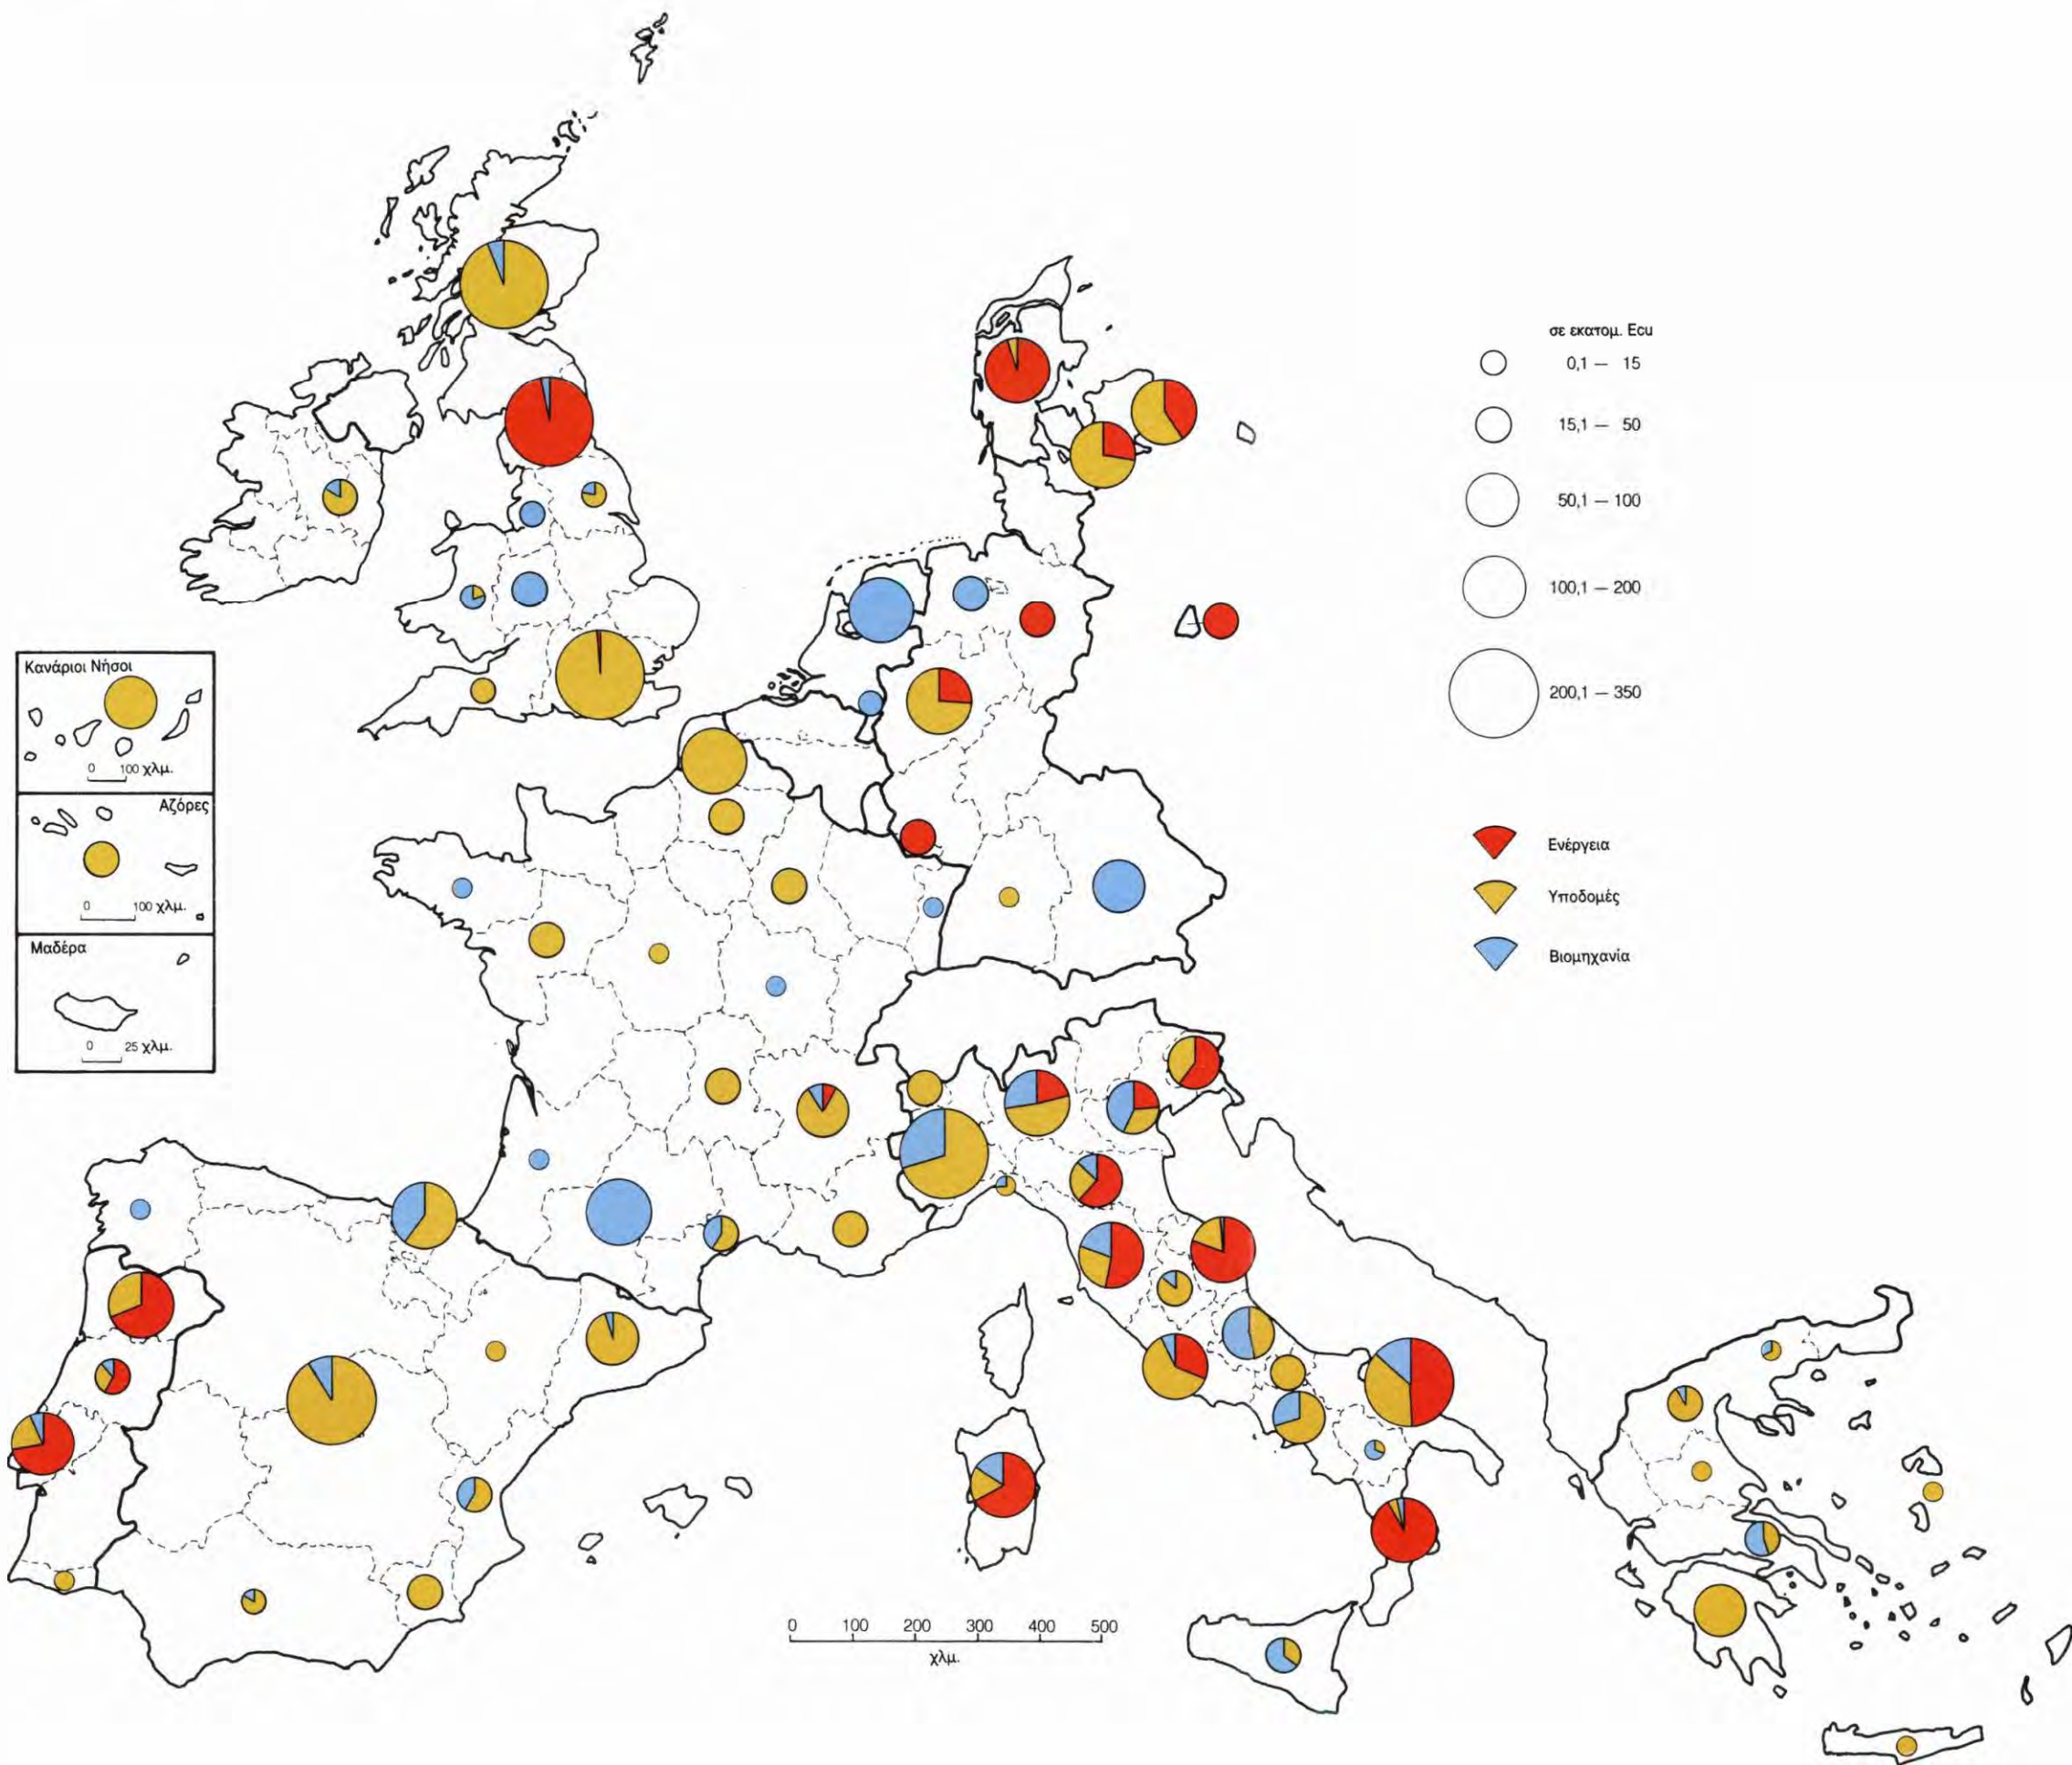 σε εκατομ. Ecu
0,1 — 15
15,1 — 50
50,1 — 100
100,1 — 200
200,1 — 350
Ενέργεια
Υποδομές
Βιομηχανία
Κανάριοι Νήσοι
0 100 χλμ.
Αζόρες
0 100 χλμ.
Μαδέρα
0 25 χλμ.
0 100 200 300 400 500
χλμ.